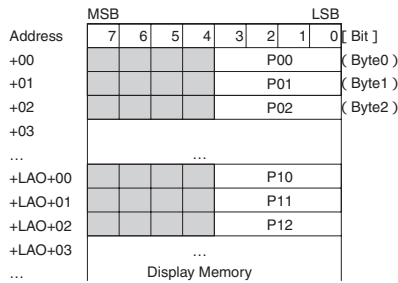 MSB LSB
Address 7 6 5 4 3 2 1 0 [ Bit ]
+00 P00 ( Byte0 )
+01 P01 ( Byte1 )
+02 P02 ( Byte2 )
+03
… …
+LAO+00 P10
+LAO+01 P11
+LAO+02 P12
+LAO+03 …
… Display Memory